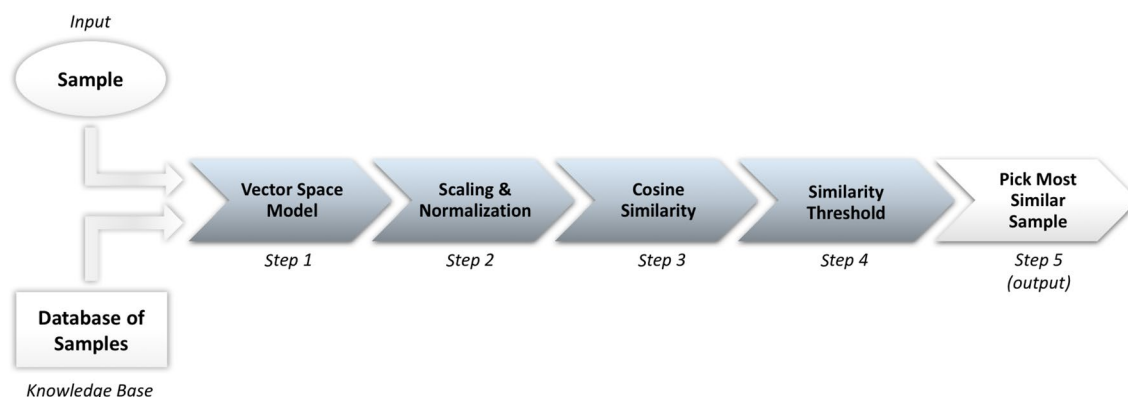 Input
Sample
Vector Space
Model
Step 1
Scaling &
Normalization
Step 2
Cosine
Similarity
Step 3
Similarity
Threshold
Step 4
Pick Most
Similar
Sample
Step 5
(output)
Database of
Samples
Knowledge Base